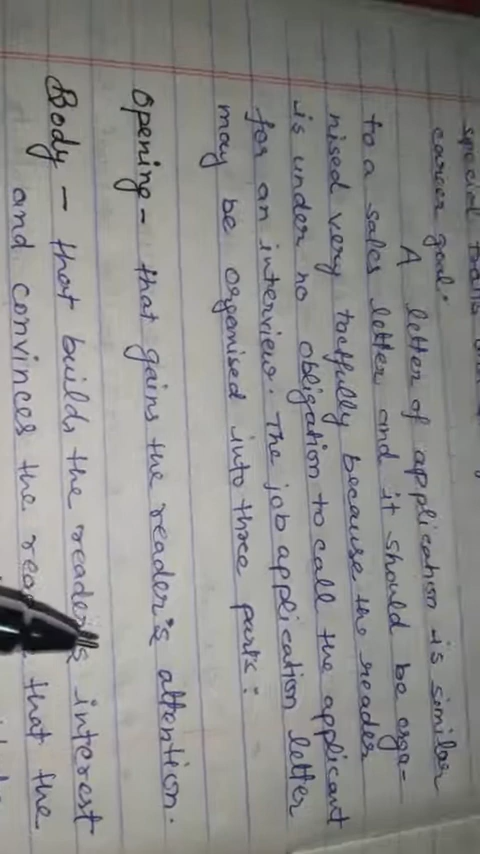 special
career goal.
A letter of application is similar
to a sales letter and it should be orga-
nised very tactfully because the reader
is under no obligation to call the applicant
for an interview. The job application letter
may be organised into three parts:
Opening - that gains the reader's attention.
Body - that builds the reader's interest
and convinces the that the